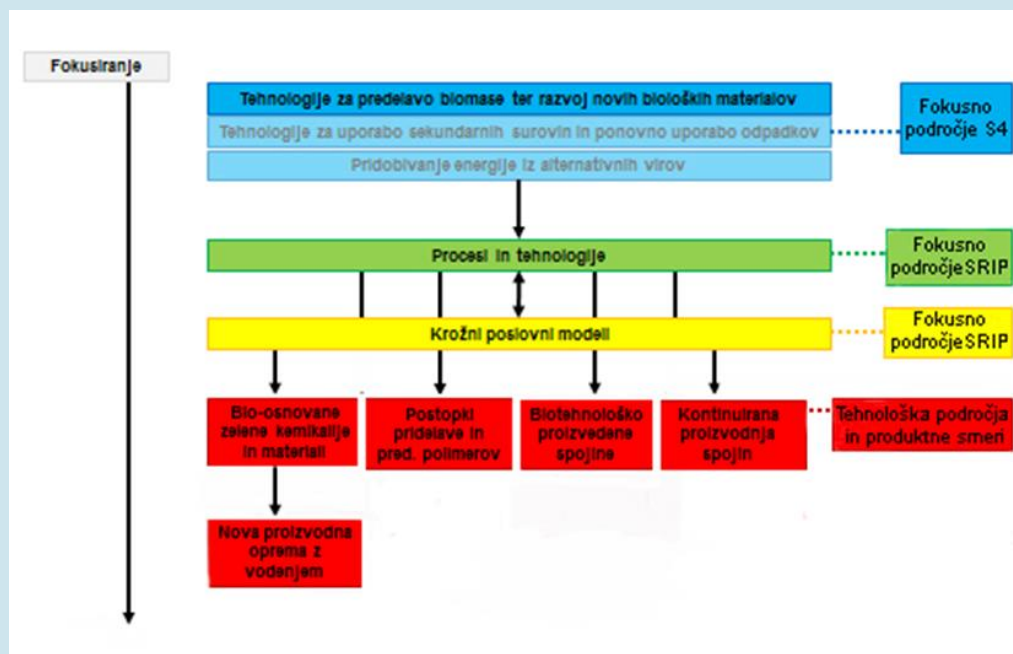 Fokusiranje
Tehnologije za predelavo biomase ter razvoj novih bioloških materialov
Tehnologije za uporabo sekundarnih surovin in ponovno uporabo odpadkov
Pridobivanje energije iz alternativnih virov
Fokusno
področje S4
Procesi in tehnologije
Fokusno
področje SRIP
Krožni poslovni modeli
Fokusno
področje SRIP
Bio-osnovane
zelene kemikalije
in materiali
Postopki
pridelave in
pred. polimerov
Biotehnološko
proizvedene
spojine
Kontinuirana
proizvodnja
spojin
Tehnološka področja
in produktne smeri
Nova proizvodna
oprema z
vodenjem